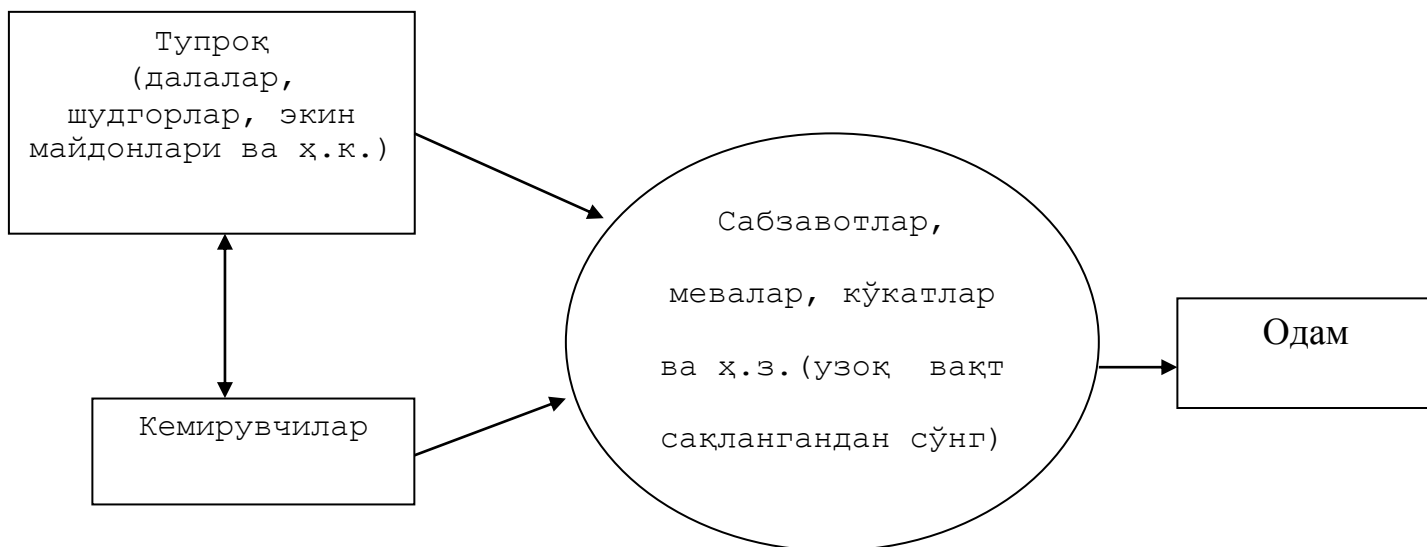 Тупроқ
(далалар,
шудгорлар, экин
майдонлари ва ҳ.к.)
Сабзавотлар,
мевалар, кўкатлар
ва ҳ.з.(узоқ вақт
сақлангандан сўнг)
Одам
Кемирувчилар